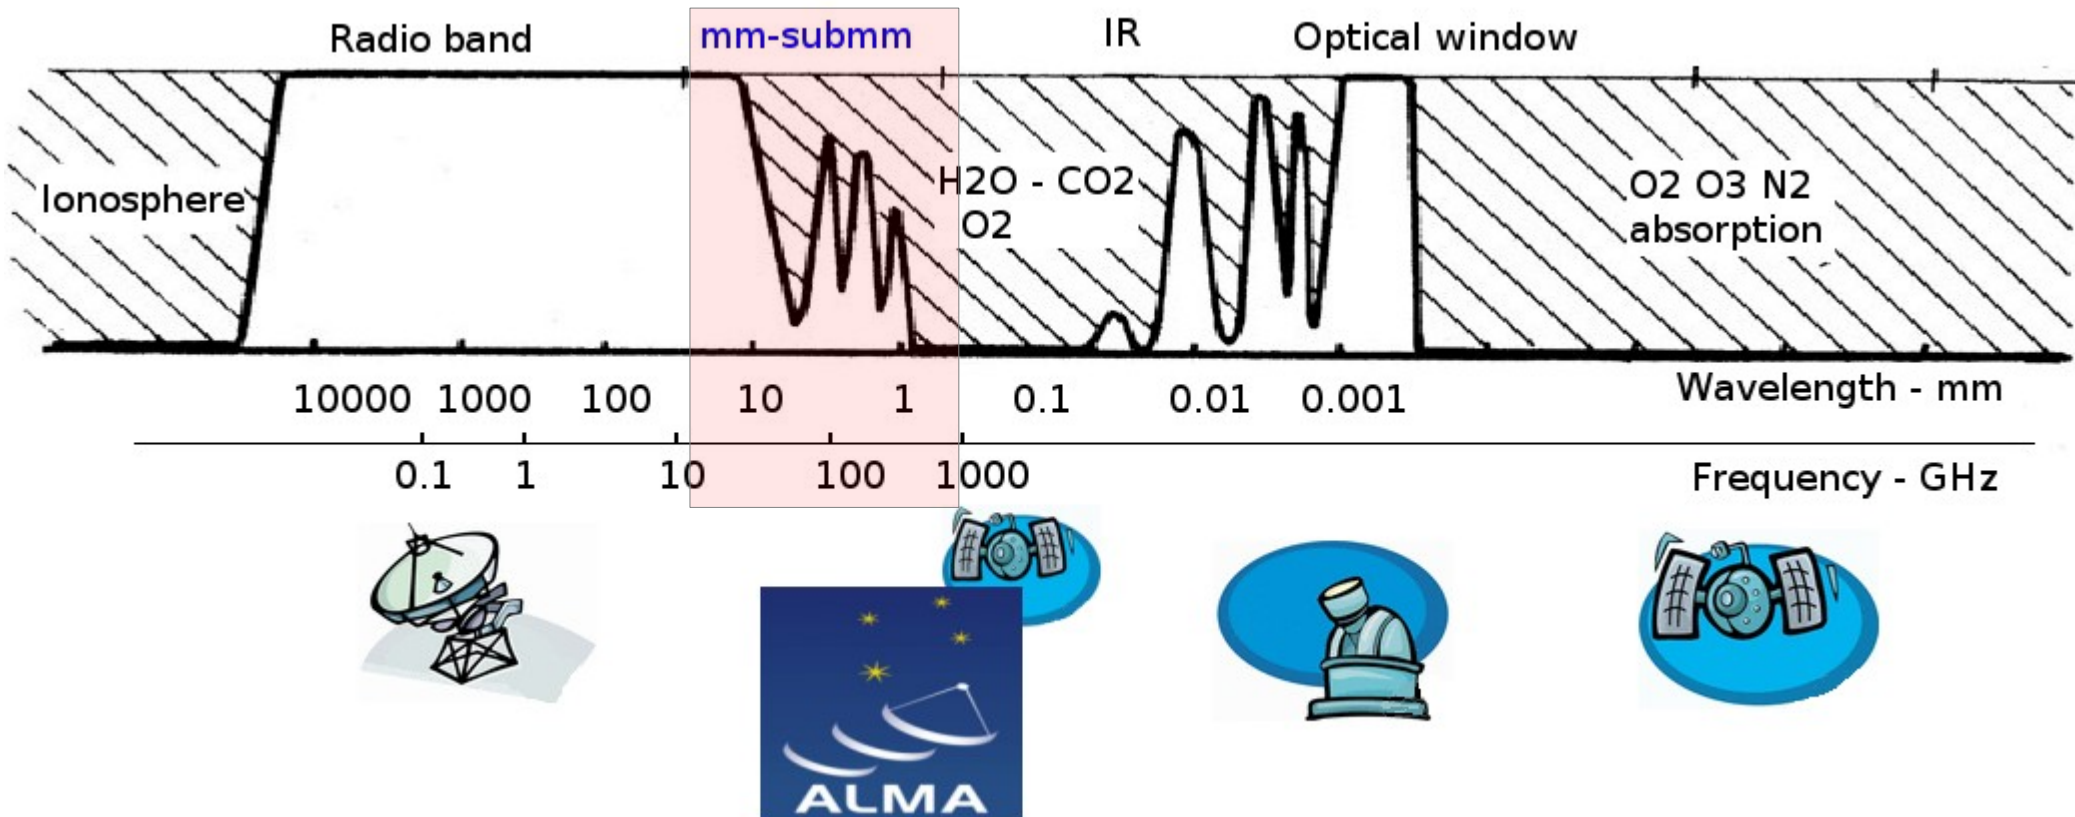 Radio band
mm-submm
IR
Optical window
Ionosphere
H2O - CO2
O2
O2 O3 N2
absorption
10000 1000 100 10 1 0.1 0.01 0.001 Wavelength - mm
0.1 1 10 100 1000 Frequency - GHz
ALMA